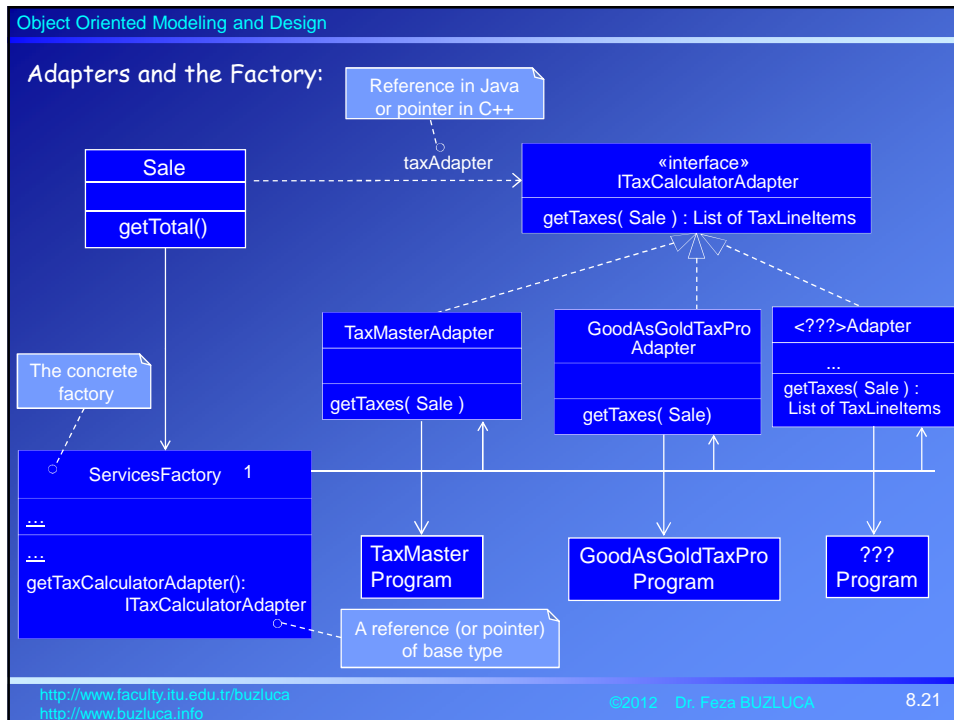 Object Oriented Modeling and Design
Adapters and the Factory:
Reference in Java
or pointer in C++
Sale
getTotal()
taxAdapter
«interface»
ITaxCalculatorAdapter
getTaxes( Sale ) : List of TaxLineItems
TaxMasterAdapter
getTaxes( Sale )
GoodAsGoldTaxPro
Adapter
getTaxes( Sale)
<???>Adapter
...
getTaxes( Sale ) :
List of TaxLineItems
The concrete
factory
ServicesFactory 1
...
...
getTaxCalculatorAdapter():
ITaxCalculatorAdapter
TaxMaster
Program
GoodAsGoldTaxPro
Program
???
Program
A reference (or pointer)
of base type
http://www.faculty.itu.edu.tr/buzluca
http://www.buzluca.info
©2012 Dr. Feza BUZLUCA
8.21